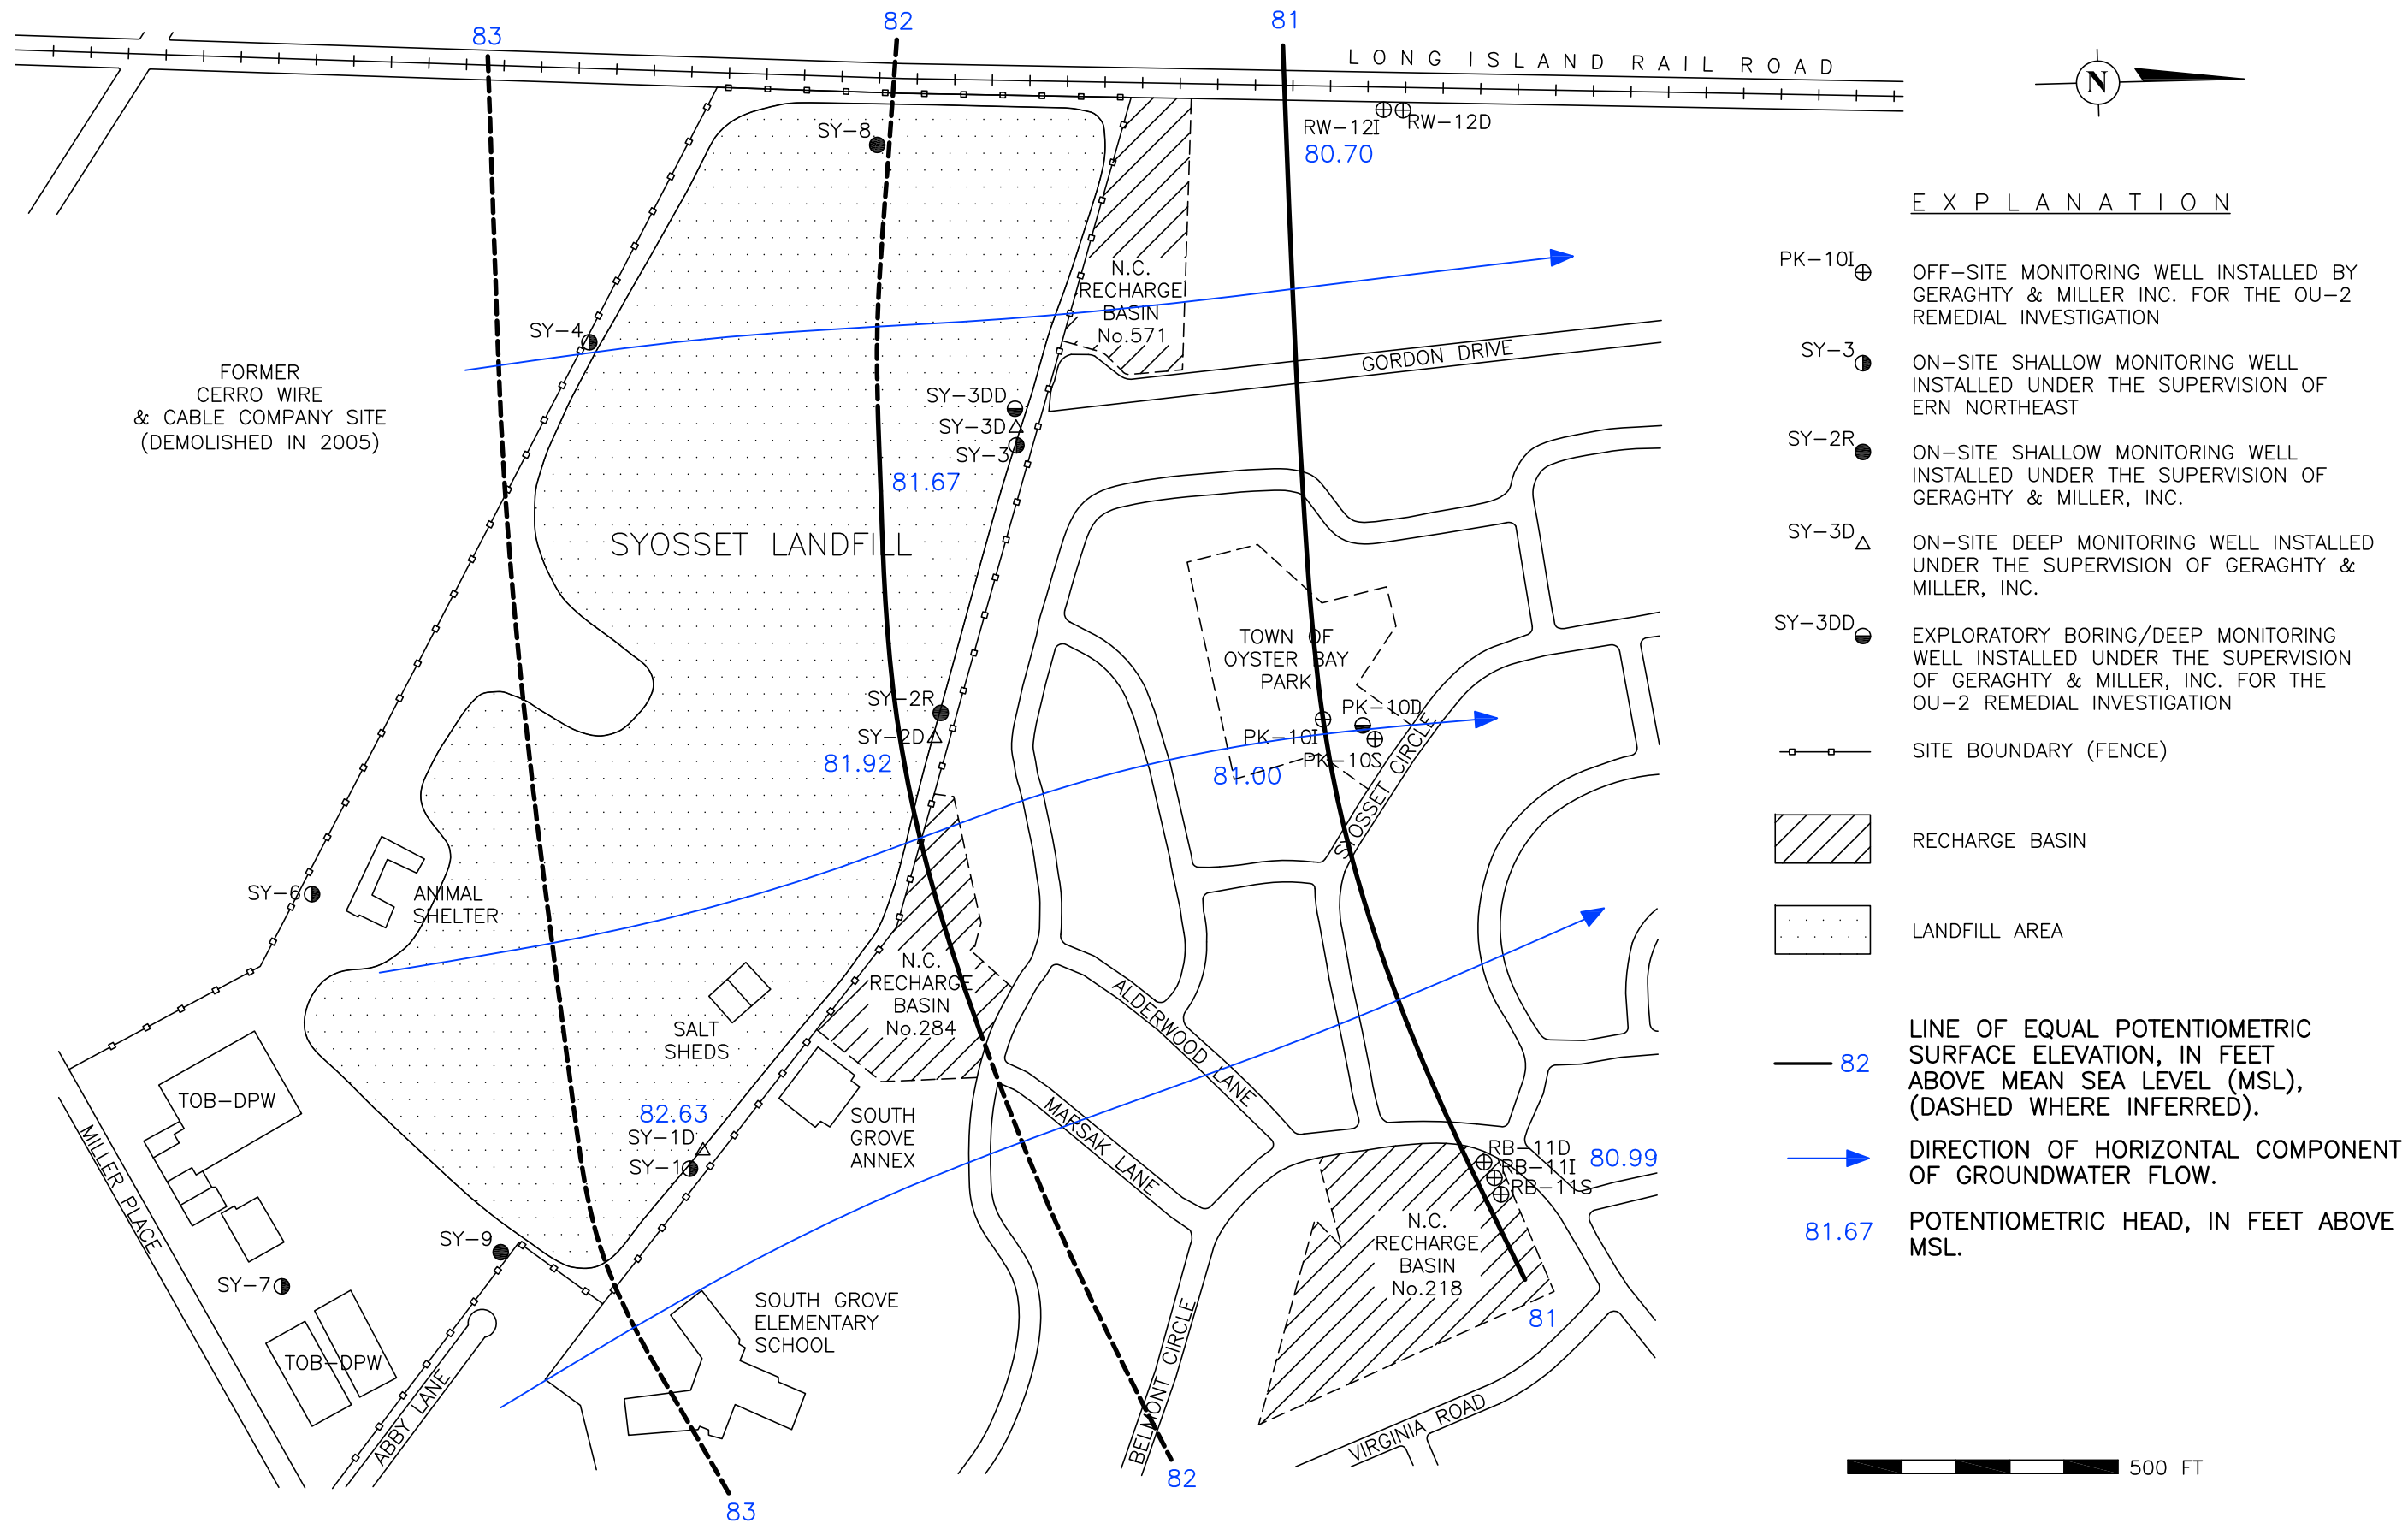 83
82
81
LONG ISLAND RAIL ROAD
N
SY-8
RW-12I
RW-12D
80.70
EXPLANATION
N.C.
RECHARGE
BASIN
No.571
SY-4
GORDON DRIVE
FORMER
CERRO WIRE
& CABLE COMPANY SITE
(DEMOLISHED IN 2005)
SY-3DD
SY-3D
SY-3
81.67
SYOSSET LANDFILL
TOWN OF
OYSTER BAY
PARK
SY-2R
SY-2D
81.92
PK-10D
PK-10I
PK-10S
81.00
SYOSSET CIRCLE
SY-6
ANIMAL
SHELTER
N.C.
RECHARGE
BASIN
No.284
SALT
SHEDS
ALDERWOOD LANE
TOB-DPW
MILLER PLACE
82.63
SY-1D
SY-1
SOUTH
GROVE
ANNEX
MARSAK LANE
RB-11D
RB-11I
RB-11S
80.99
N.C.
RECHARGE
BASIN
No.218
SY-9
SY-7
SOUTH GROVE
ELEMENTARY
SCHOOL
TOB-DPW
ABBY LANE
BELMONT CIRCLE
VIRGINIA ROAD
81
82
83
PK-10I
OFF-SITE MONITORING WELL INSTALLED BY
GERAGHTY & MILLER INC. FOR THE OU-2
REMEDIAL INVESTIGATION
SY-3
ON-SITE SHALLOW MONITORING WELL
INSTALLED UNDER THE SUPERVISION OF
ERN NORTHEAST
SY-2R
ON-SITE SHALLOW MONITORING WELL
INSTALLED UNDER THE SUPERVISION OF
GERAGHTY & MILLER, INC.
SY-3D
ON-SITE DEEP MONITORING WELL INSTALLED
UNDER THE SUPERVISION OF GERAGHTY &
MILLER, INC.
SY-3DD
EXPLORATORY BORING/DEEP MONITORING
WELL INSTALLED UNDER THE SUPERVISION
OF GERAGHTY & MILLER, INC. FOR THE
OU-2 REMEDIAL INVESTIGATION
SITE BOUNDARY (FENCE)
RECHARGE BASIN
LANDFILL AREA
82
LINE OF EQUAL POTENTIOMETRIC
SURFACE ELEVATION, IN FEET
ABOVE MEAN SEA LEVEL (MSL),
(DASHED WHERE INFERRED).
DIRECTION OF HORIZONTAL COMPONENT
OF GROUNDWATER FLOW.
81.67
POTENTIOMETRIC HEAD, IN FEET ABOVE
MSL.
500 FT